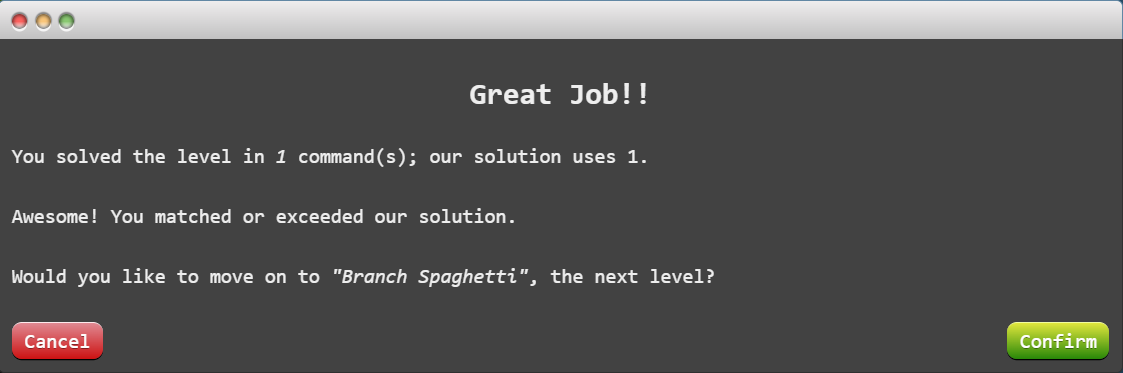 Great Job!!
You solved the level in 1 command(s); our solution uses 1.
Awesome! You matched or exceeded our solution.
Would you like to move on to "Branch Spaghetti", the next level?
Cancel
Confirm